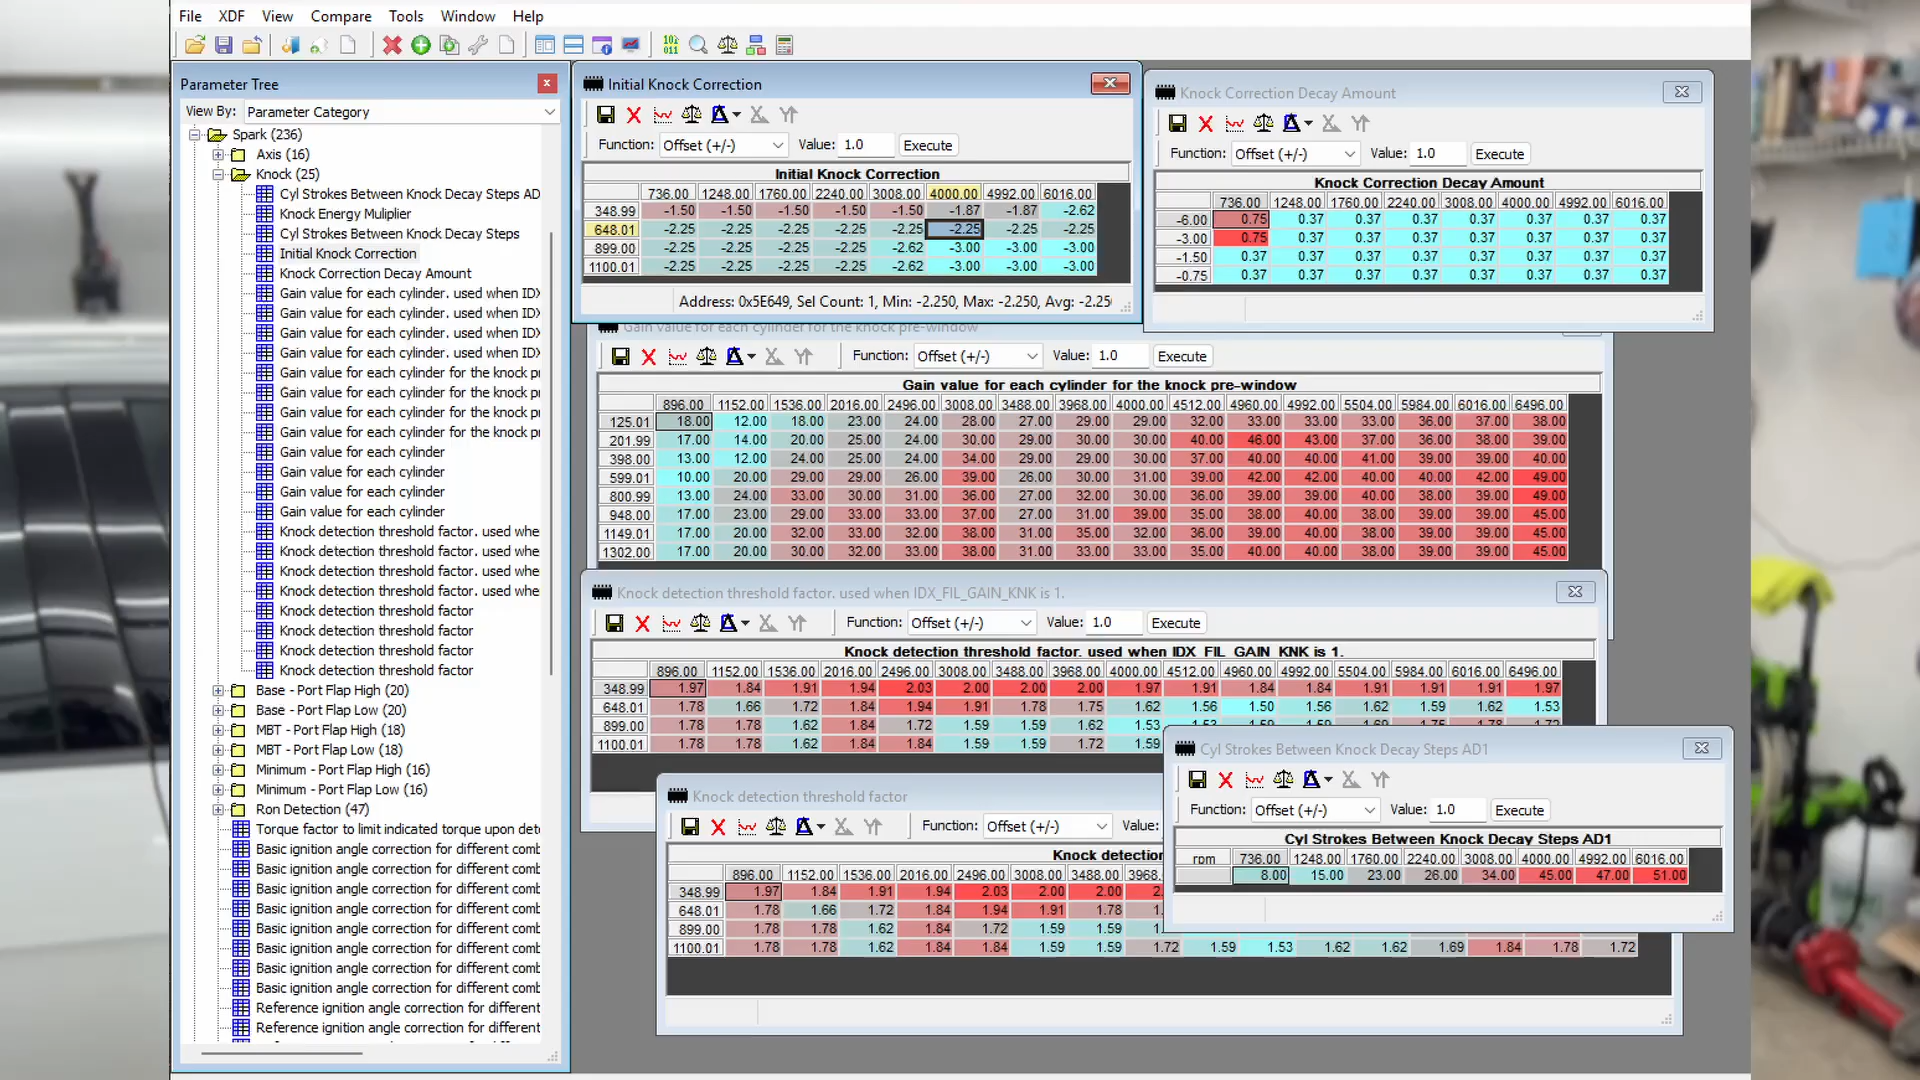 File XDF View Compare Tools Window Help
Parameter Tree
View By: Parameter Category
Spark (236)
Axis (16)
Knock (25)
Cyl Strokes Between Knock Decay Steps AD
Knock Energy Muliplier
Cyl Strokes Between Knock Decay Steps
Initial Knock Correction
Knock Correction Decay Amount
Gain value for each cylinder. used when IDX
Gain value for each cylinder. used when IDX
Gain value for each cylinder. used when IDX
Gain value for each cylinder. used when IDX
Gain value for each cylinder for the knock pr
Gain value for each cylinder for the knock pr
Gain value for each cylinder for the knock pr
Gain value for each cylinder for the knock pr
Gain value for each cylinder
Gain value for each cylinder
Gain value for each cylinder
Gain value for each cylinder
Knock detection threshold factor. used whe
Knock detection threshold factor. used whe
Knock detection threshold factor. used whe
Knock detection threshold factor. used whe
Knock detection threshold factor
Knock detection threshold factor
Knock detection threshold factor
Knock detection threshold factor
Base - Port Flap High (20)
Base - Port Flap Low (20)
MBT - Port Flap High (18)
MBT - Port Flap Low (18)
Minimum - Port Flap High (16)
Minimum - Port Flap Low (16)
Ron Detection (47)
Torque factor to limit indicated torque upon dete
Basic ignition angle correction for different comb
Basic ignition angle correction for different comb
Basic ignition angle correction for different comb
Basic ignition angle correction for different comb
Basic ignition angle correction for different comb
Basic ignition angle correction for different comb
Basic ignition angle correction for different comb
Basic ignition angle correction for different comb
Reference ignition angle correction for different
Reference ignition angle correction for different
Initial Knock Correction
Function: Offset (+/-) Value: 1.0 Execute
Initial Knock Correction
736.00 1248.00 1760.00 2240.00 3008.00 4000.00 4992.00 6016.00
348.99 -1.50 -1.50 -1.50 -1.50 -1.50 -1.87 -1.87 -2.62
648.01 -2.25 -2.25 -2.25 -2.25 -2.25 -2.25 -2.25 -2.25
899.00 -2.25 -2.25 -2.25 -2.25 -2.62 -3.00 -3.00 -3.00
1100.01 -2.25 -2.25 -2.25 -2.25 -2.62 -3.00 -3.00 -3.00
Address: 0x5E649, Sel Count: 1, Min: -2.250, Max: -2.250, Avg: -2.25
Knock Correction Decay Amount
Function: Offset (+/-) Value: 1.0 Execute
Knock Correction Decay Amount
736.00 1248.00 1760.00 2240.00 3008.00 4000.00 4992.00 6016.00
-6.00 0.75 0.37 0.37 0.37 0.37 0.37 0.37 0.37
-3.00 0.75 0.37 0.37 0.37 0.37 0.37 0.37 0.37
-1.50 0.37 0.37 0.37 0.37 0.37 0.37 0.37 0.37
-0.75 0.37 0.37 0.37 0.37 0.37 0.37 0.37 0.37
Gain value for each cylinder for the knock pre-window
Function: Offset (+/-) Value: 1.0 Execute
Gain value for each cylinder for the knock pre-window
896.00 1152.00 1536.00 2016.00 2496.00 3008.00 3488.00 3968.00 4000.00 4512.00 4960.00 4992.00 5504.00 5984.00 6016.00 6496.00
125.01 18.00 12.00 18.00 23.00 24.00 28.00 27.00 29.00 29.00 32.00 33.00 33.00 33.00 36.00 37.00 38.00
201.99 17.00 14.00 20.00 25.00 24.00 30.00 29.00 30.00 30.00 40.00 46.00 43.00 37.00 36.00 38.00 39.00
398.00 13.00 12.00 24.00 24.00 24.00 34.00 29.00 29.00 30.00 37.00 40.00 40.00 41.00 39.00 39.00 40.00
599.01 10.00 20.00 29.00 29.00 26.00 39.00 26.00 30.00 31.00 39.00 42.00 42.00 40.00 40.00 42.00 49.00
800.99 13.00 24.00 33.00 30.00 31.00 36.00 27.00 32.00 30.00 36.00 39.00 39.00 40.00 38.00 39.00 49.00
948.00 17.00 23.00 29.00 33.00 33.00 37.00 27.00 31.00 39.00 35.00 38.00 40.00 38.00 39.00 39.00 45.00
1149.01 17.00 20.00 32.00 33.00 33.00 38.00 31.00 35.00 32.00 36.00 39.00 40.00 39.00 39.00 39.00 45.00
1302.00 17.00 20.00 30.00 32.00 33.00 38.00 31.00 33.00 33.00 35.00 40.00 40.00 38.00 39.00 39.00 45.00
Knock detection threshold factor. used when IDX_FIL_GAIN_KNK is 1.
Function: Offset (+/-) Value: 1.0 Execute
Knock detection threshold factor. used when IDX_FIL_GAIN_KNK is 1.
896.00 1152.00 1536.00 2016.00 2496.00 3008.00 3488.00 3968.00 4000.00 4512.00 4960.00 4992.00 5504.00 5984.00 6016.00 6496.00
348.99 1.97 1.84 1.91 1.94 2.03 2.00 2.00 2.00 1.97 1.91 1.84 1.84 1.91 1.91 1.91 1.97
648.01 1.78 1.66 1.72 1.84 1.94 1.91 1.78 1.75 1.62 1.56 1.50 1.56 1.62 1.59 1.62 1.53
899.00 1.78 1.78 1.62 1.84 1.72 1.59 1.59 1.62 1.53
1100.01 1.78 1.78 1.62 1.84 1.84 1.59 1.59 1.72 1.59
Knock detection threshold factor
Function: Offset (+/-) Value:
Knock detection
896.00 1152.00 1536.00 2016.00 2496.00 3008.00 3488.00 3968.
348.99 1.97 1.84 1.91 1.94 2.03 2.00 2.00 2.
648.01 1.78 1.66 1.72 1.84 1.94 1.91 1.78 1.
899.00 1.78 1.78 1.62 1.84 1.72 1.59 1.59 1.
1100.01 1.78 1.78 1.62 1.84 1.84 1.59 1.59 1.72 1.59 1.53 1.62 1.62 1.69 1.84 1.78 1.72
Cyl Strokes Between Knock Decay Steps AD1
Function: Offset (+/-) Value: 1.0 Execute
Cyl Strokes Between Knock Decay Steps AD1
rpm 736.00 1248.00 1760.00 2240.00 3008.00 4000.00 4992.00 6016.00
8.00 15.00 23.00 26.00 34.00 45.00 47.00 51.00